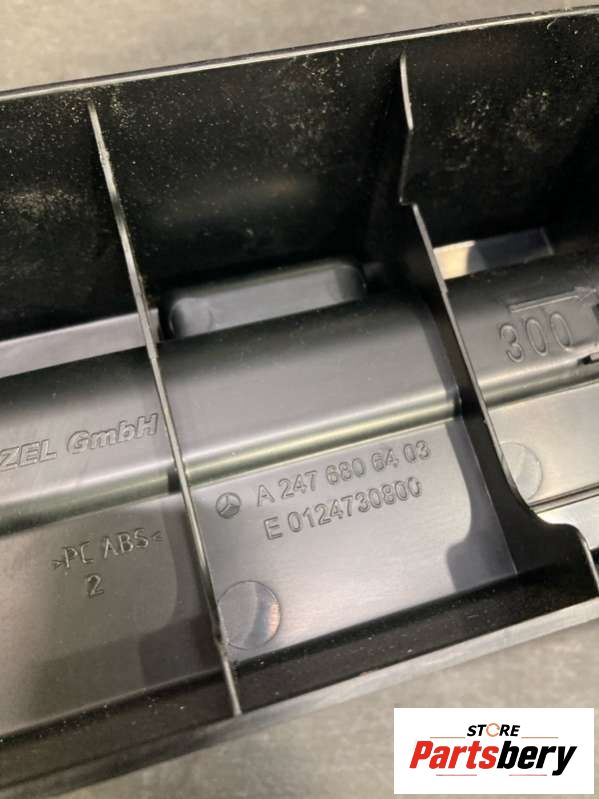 300
ZEL GmbH
A 247 680 64 03
E 0124730800
>PC ABS<
2
STORE
Partsbery